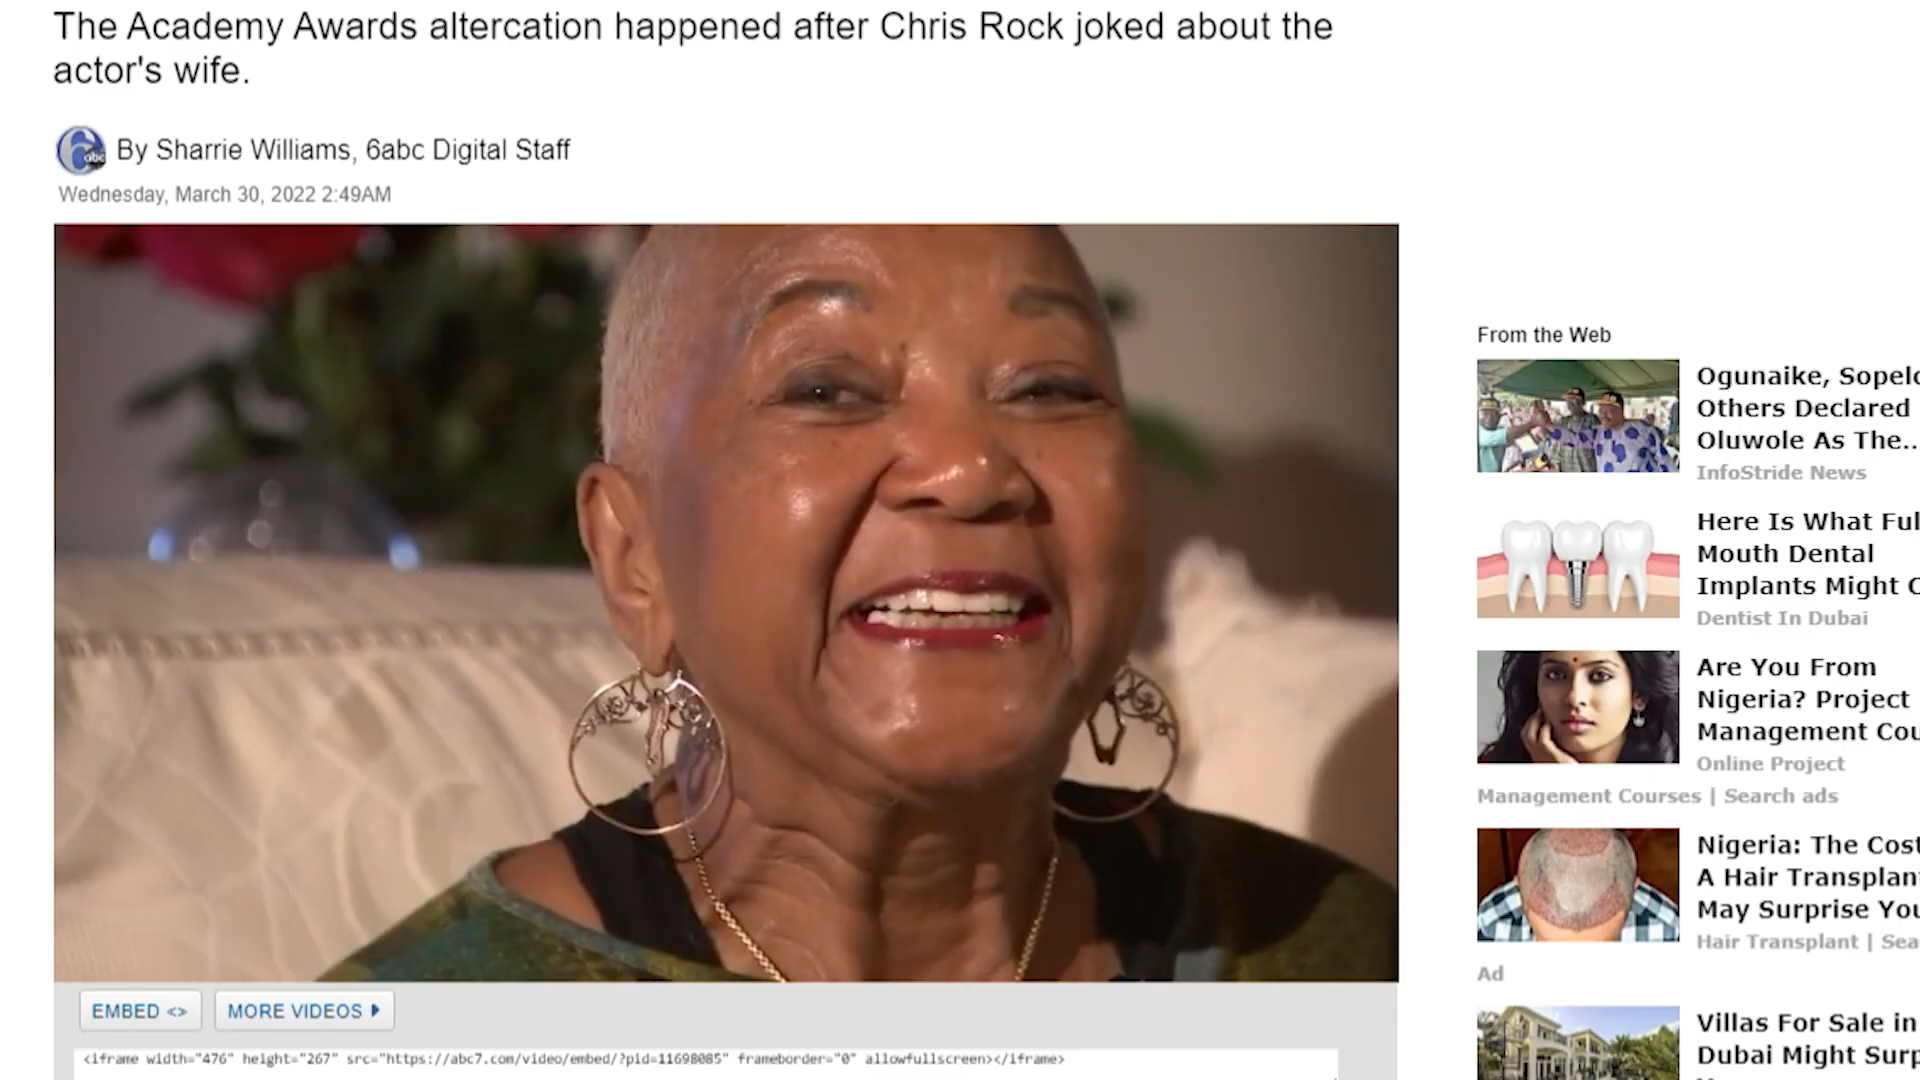 The Academy Awards altercation happened after Chris Rock joked about the
actor's wife.
6 abc
By Sharrie Williams, 6abc Digital Staff
Wednesday, March 30, 2022 2:49AM
EMBED <>
MORE VIDEOS
<iframe width="476" height="267" src="https://abc7.com/video/embed/?pid=11698085" frameborder="0" allowfullscreen></iframe>
From the Web
Ogunaike, Sopelo
Others Declared
Oluwole As The..
InfoStride News
Here Is What Ful
Mouth Dental
Implants Might C
Dentist In Dubai
Are You From
Nigeria? Project
Management Cou
Online Project
Management Courses | Search ads
Nigeria: The Cost
A Hair Transplan
May Surprise You
Hair Transplant | Sea
Ad
Villas For Sale in
Dubai Might Surp